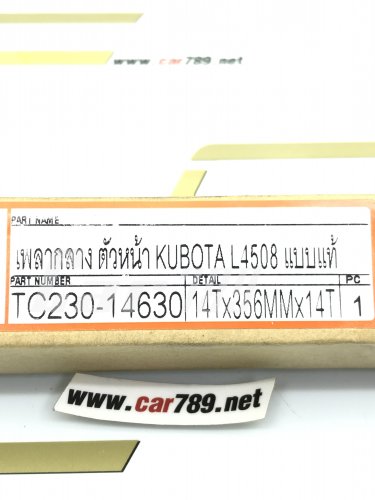 www.car789.net
PART NAME
เพลากลาง ตัวหน้า KUBOTA L4508 แบบแท้
PART NUMBER DETAIL PC
TC230-14630 14Tx356MMx14T 1
www.car789.net